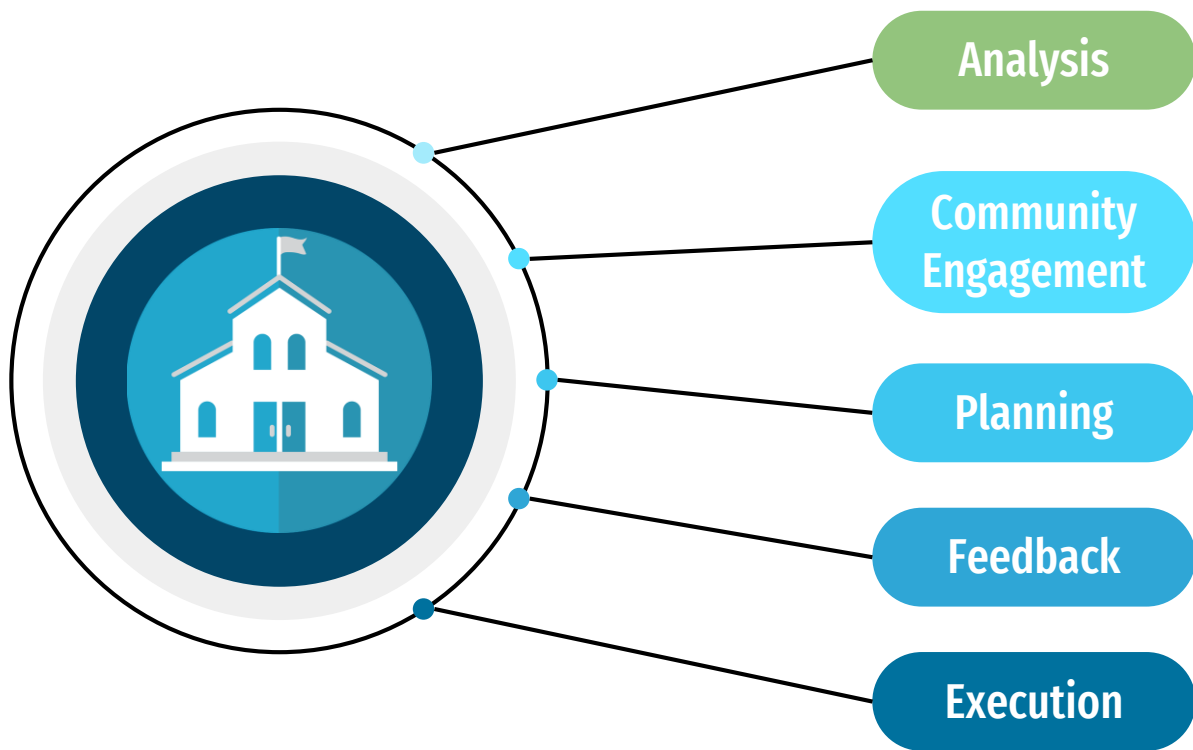 Analysis
Community
Engagement
Planning
Feedback
Execution